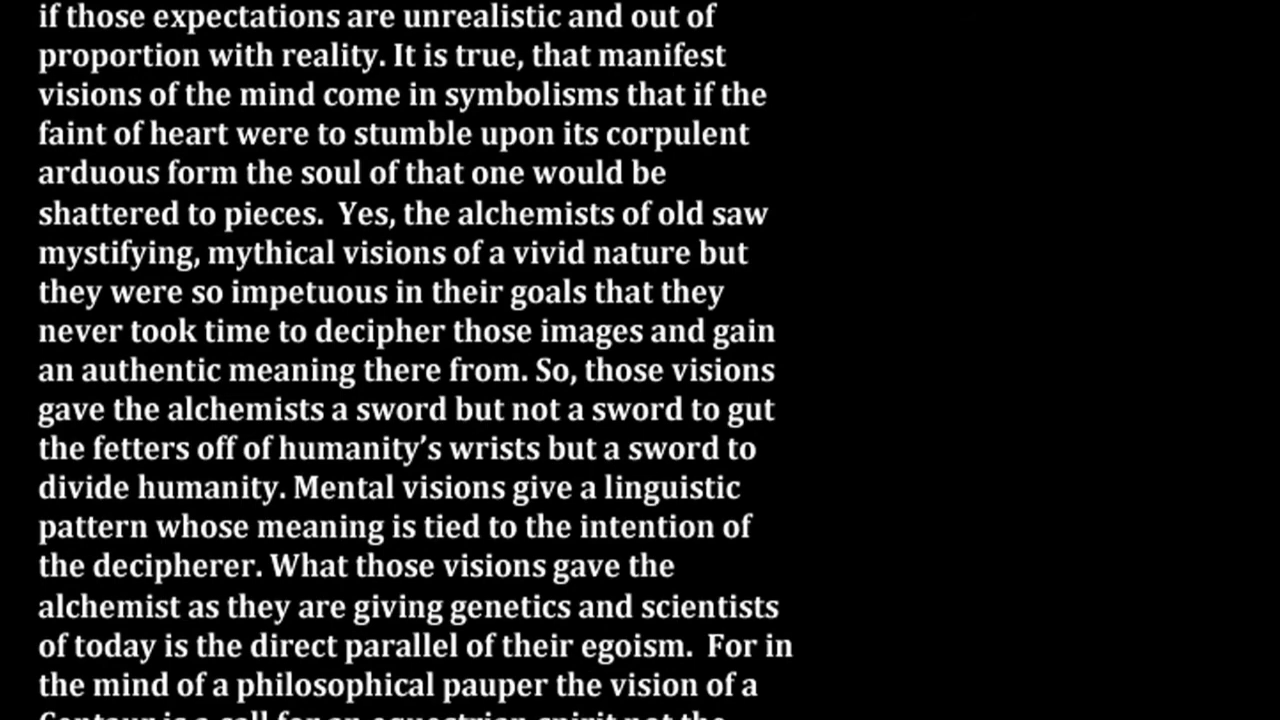 if those expectations are unrealistic and out of
proportion with reality. It is true, that manifest
visions of the mind come in symbolisms that if the
faint of heart were to stumble upon its corpulent
arduous form the soul of that one would be
shattered to pieces.  Yes, the alchemists of old saw
mystifying, mythical visions of a vivid nature but
they were so impetuous in their goals that they
never took time to decipher those images and gain
an authentic meaning there from. So, those visions
gave the alchemists a sword but not a sword to gut
the fetters off of humanity’s wrists but a sword to
divide humanity. Mental visions give a linguistic
pattern whose meaning is tied to the intention of
the decipherer. What those visions gave the
alchemist as they are giving genetics and scientists
of today is the direct parallel of their egoism.  For in
the mind of a philosophical pauper the vision of a
is a call for an equestrian spirit not the